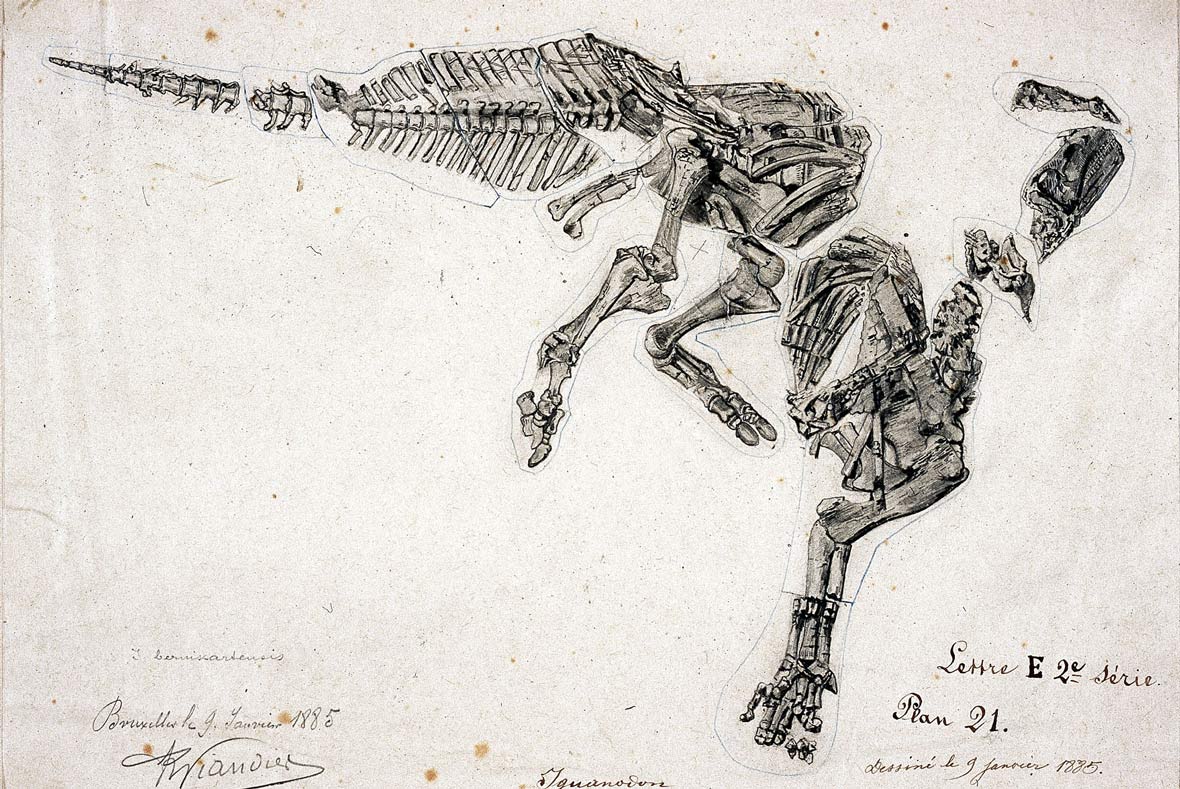 I bernissartensis
Bruxelles le 9. Janvier 1885
Lettre E 2e Série.
Plan 21.
Dessiné le 9 janvier 1885.
Iguanodon